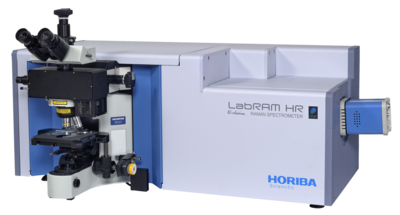 LabRAM HR
Evolution RAMAN SPECTROMETER
HORIBA
Scientific